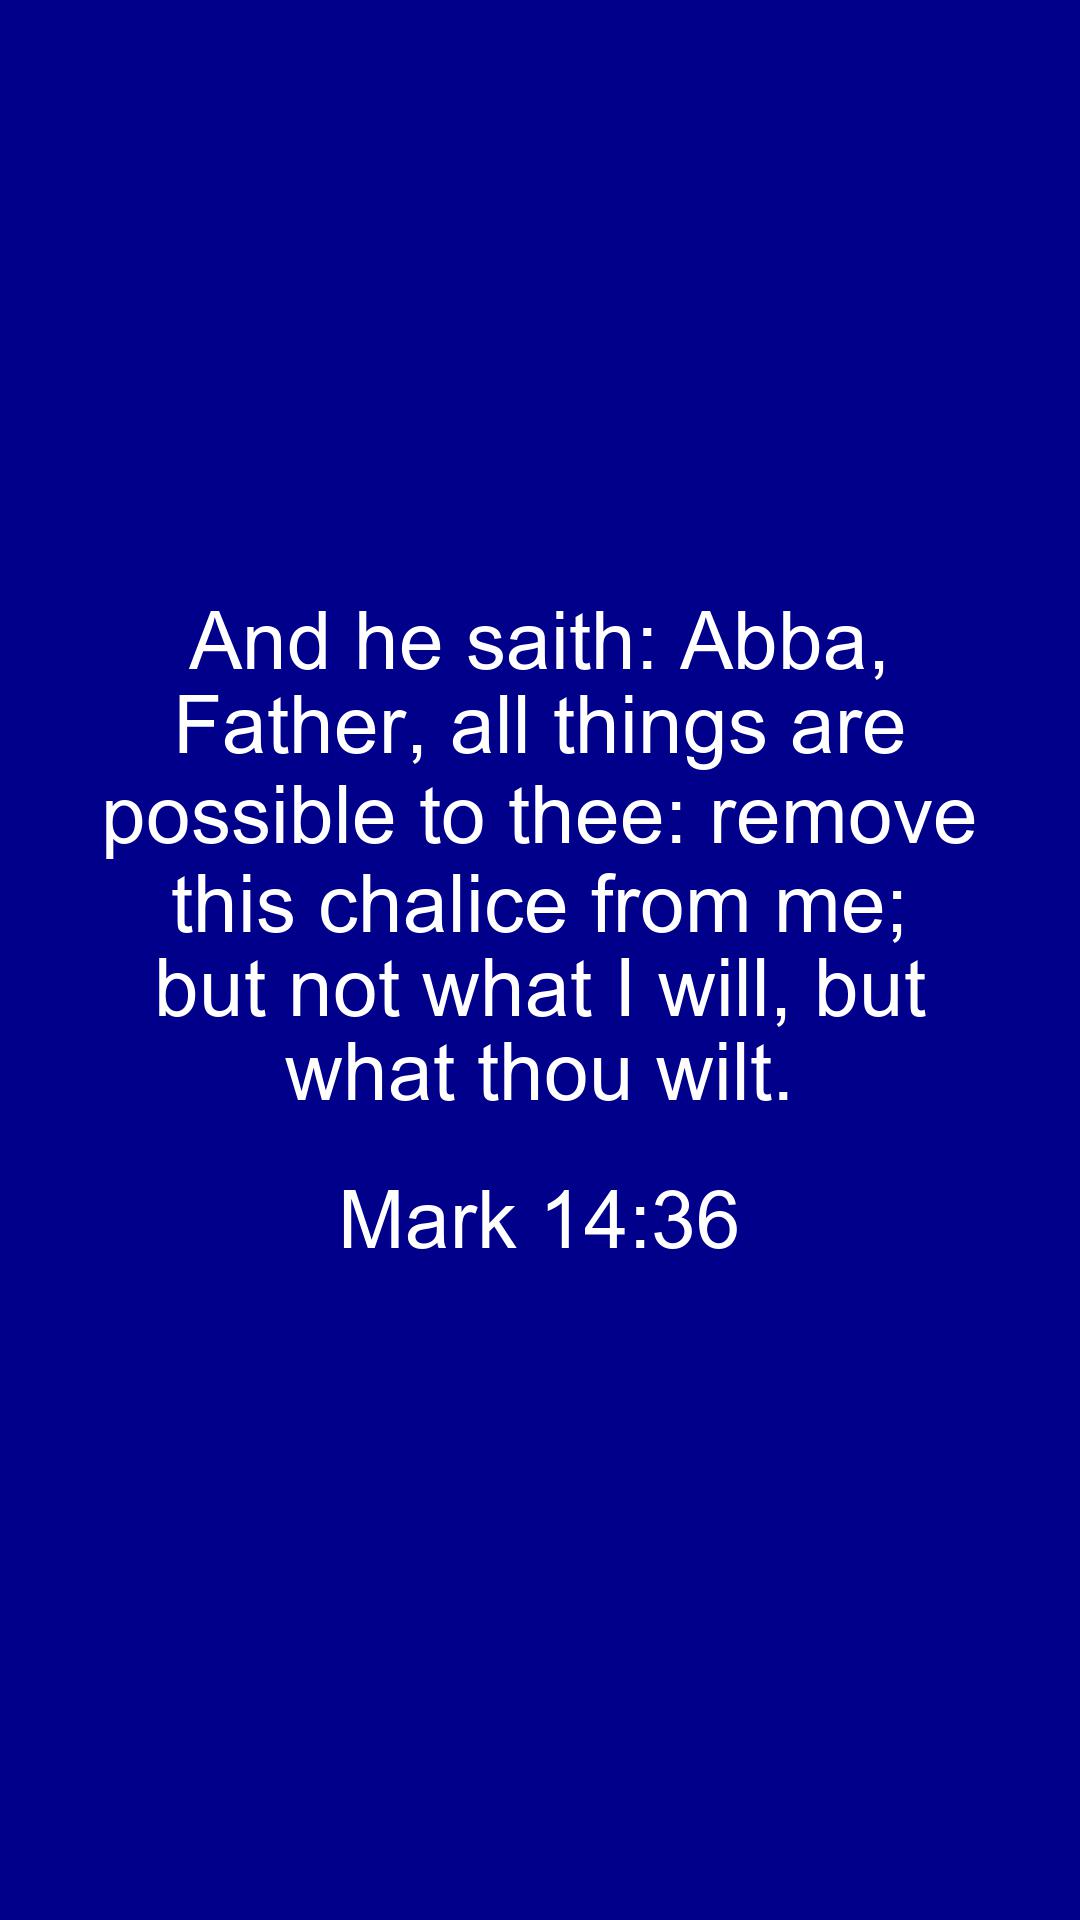 And he saith: Abba,
Father, all things are
possible to thee: remove
this chalice from me;
but not what I will, but
what thou wilt.
Mark 14:36